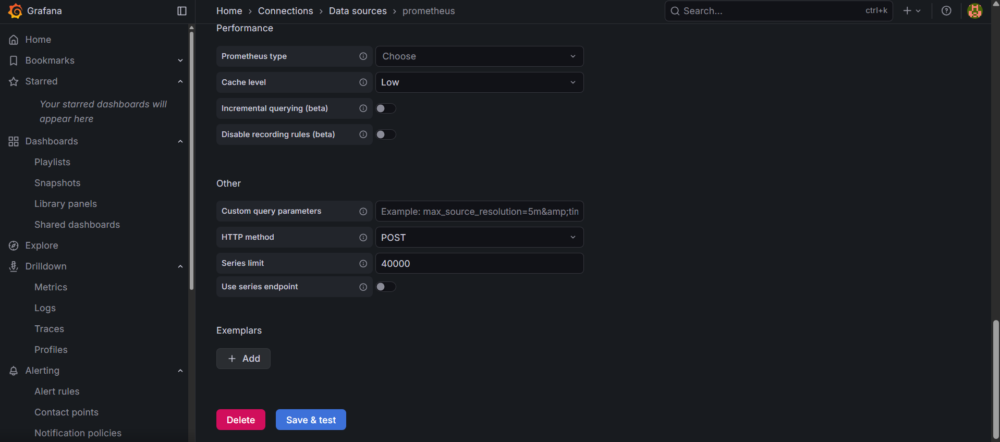 Grafana
Home › Connections › Data sources › prometheus
Search...
ctrl+k
Home
Bookmarks
Starred
Your starred dashboards will
appear here
Dashboards
Playlists
Snapshots
Library panels
Shared dashboards
Explore
Drilldown
Metrics
Logs
Traces
Profiles
Alerting
Alert rules
Contact points
Notification policies
Performance
Prometheus type
Choose
Cache level
Low
Incremental querying (beta)
Disable recording rules (beta)
Other
Custom query parameters
Example: max_source_resolution=5m&amp;tin
HTTP method
POST
Series limit
40000
Use series endpoint
Exemplars
Add
Delete
Save & test